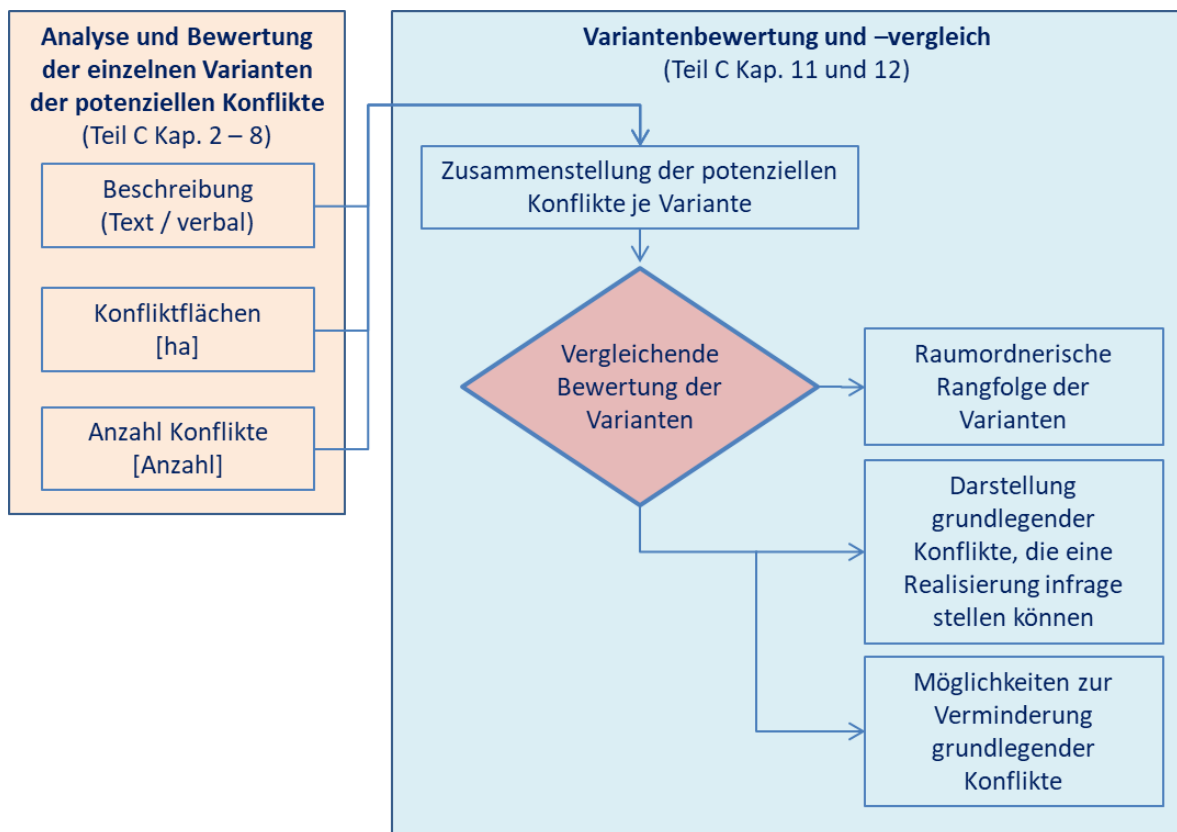 Analyse und Bewertung
der einzelnen Varianten
der potenziellen Konflikte
(Teil C Kap. 2 – 8)
Beschreibung
(Text / verbal)
Konfliktflächen
[ha]
Anzahl Konflikte
[Anzahl]
Variantenbewertung und –vergleich
(Teil C Kap. 11 und 12)
Zusammenstellung der potenziellen
Konflikte je Variante
Vergleichende
Bewertung der
Varianten
Raumordnerische
Rangfolge der
Varianten
Darstellung
grundlegender
Konflikte, die eine
Realisierung infrage
stellen können
Möglichkeiten zur
Verminderung
grundlegender
Konflikte